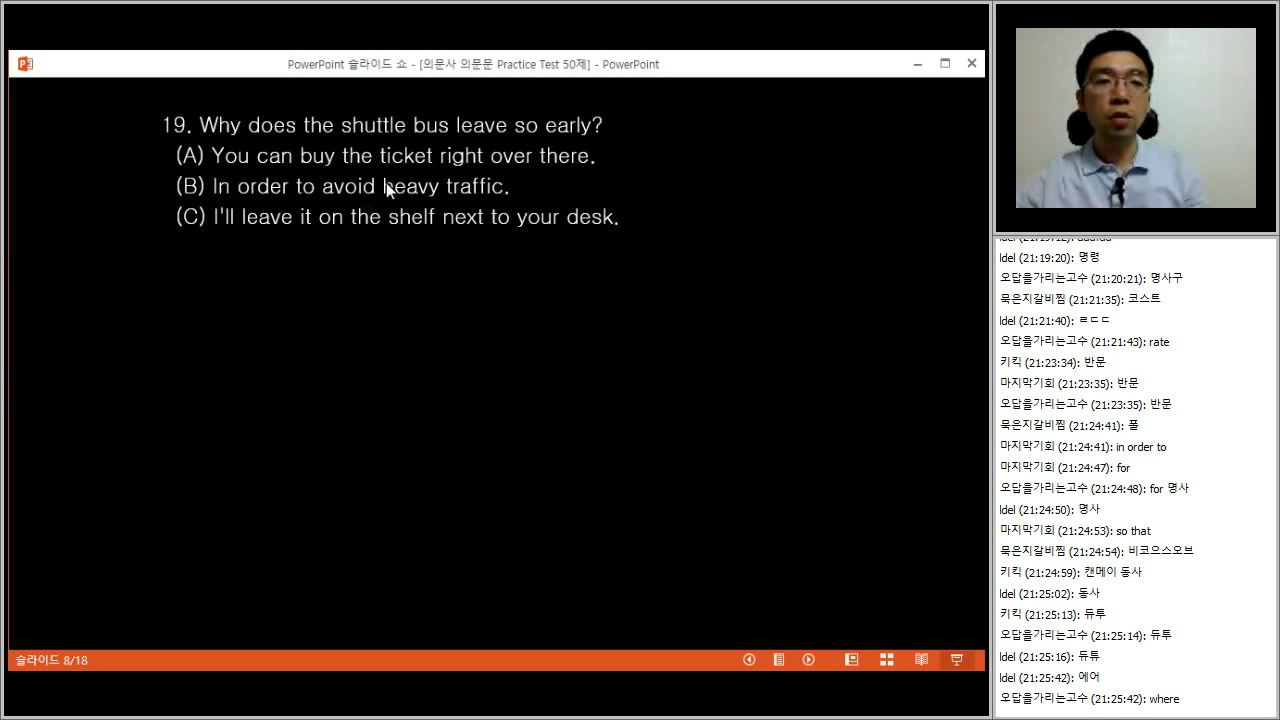 PowerPoint 슬라이드 쇼 - [의문사 의문문 Practice Test 50제] - PowerPoint
19. Why does the shuttle bus leave so early?
(A) You can buy the ticket right over there.
(B) In order to avoid heavy traffic.
(C) I'll leave it on the shelf next to your desk.
슬라이드 8/18
ldel (21:19:20): 명령
오답을가리는고수 (21:20:21): 명사구
묵은지갈비찜 (21:21:35): 코스트
ldel (21:21:40): ㄹㄷㄷ
오답을가리는고수 (21:21:43): rate
키킥 (21:23:34): 반문
마지막기회 (21:23:35): 반문
오답을가리는고수 (21:23:35): 반문
묵은지갈비찜 (21:24:41): 폴
마지막기회 (21:24:41): in order to
마지막기회 (21:24:47): for
오답을가리는고수 (21:24:48): for 명사
ldel (21:24:50): 명사
마지막기회 (21:24:53): so that
묵은지갈비찜 (21:24:54): 비코으스오브
키킥 (21:24:59): 캔메이 동사
ldel (21:25:02): 동사
키킥 (21:25:13): 듀투
오답을가리는고수 (21:25:14): 듀투
ldel (21:25:16): 듀튜
ldel (21:25:42): 에어
오답을가리는고수 (21:25:42): where